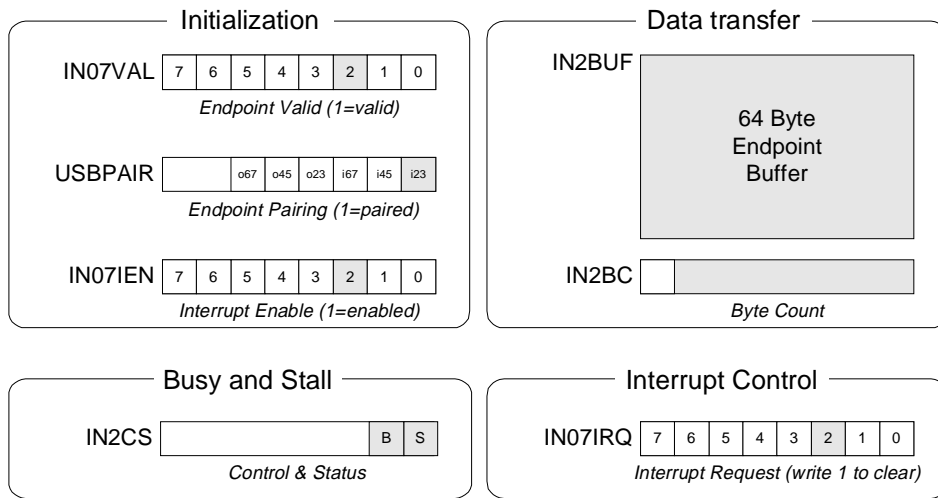 Initialization
IN07VAL 7 6 5 4 3 2 1 0
Endpoint Valid (1=valid)
USBPAIR o67 o45 o23 i67 i45 i23
Endpoint Pairing (1=paired)
IN07IEN 7 6 5 4 3 2 1 0
Interrupt Enable (1=enabled)
Data transfer
IN2BUF
64 Byte
Endpoint
Buffer
IN2BC
Byte Count
Busy and Stall
IN2CS B S
Control & Status
Interrupt Control
IN07IRQ 7 6 5 4 3 2 1 0
Interrupt Request (write 1 to clear)